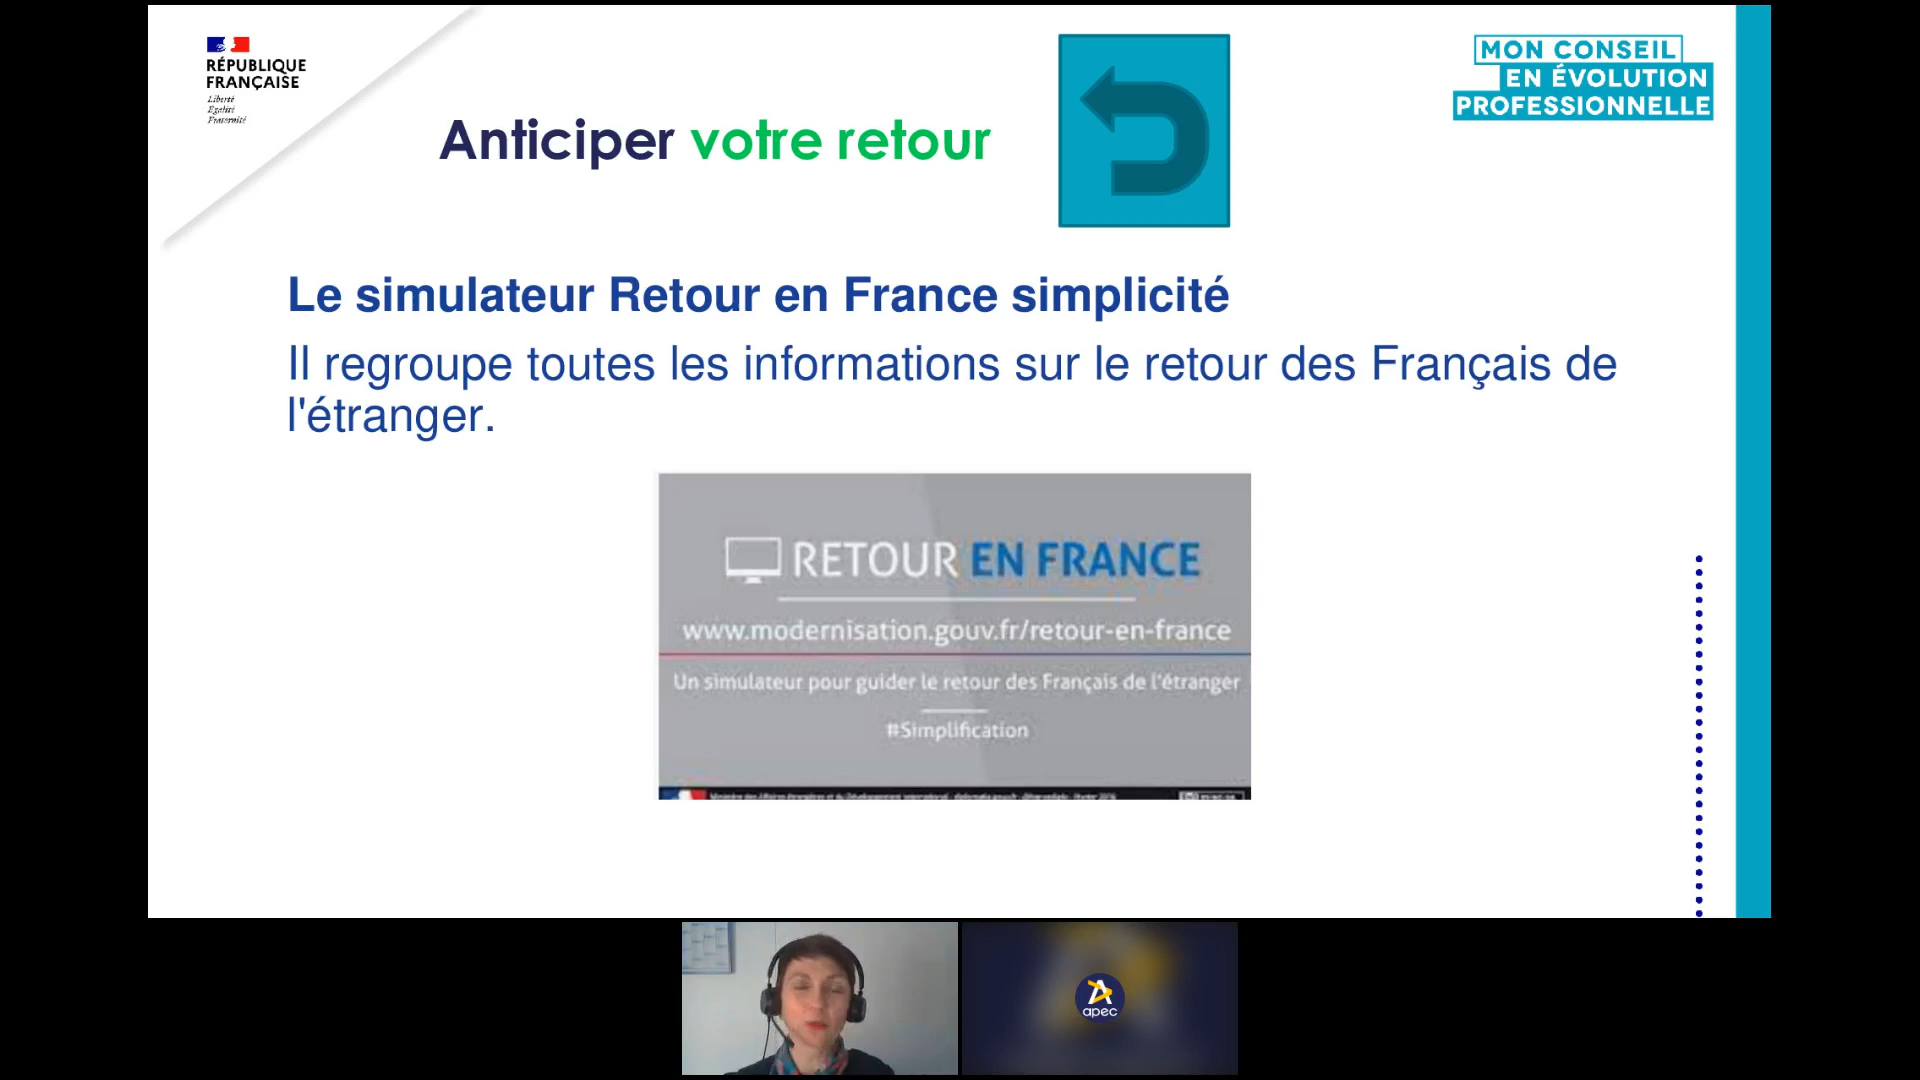 RÉPUBLIQUE
FRANÇAISE
Liberté
Égalité
Fraternité
MON CONSEIL
EN ÉVOLUTION
PROFESSIONNELLE
Anticiper votre retour
Le simulateur Retour en France simplicité
Il regroupe toutes les informations sur le retour des Français de
l'étranger.
RETOUR EN FRANCE
www.modernisation.gouv.fr/retour-en-france
Un simulateur pour guider le retour des Français de l'étranger
#Simplification
apec